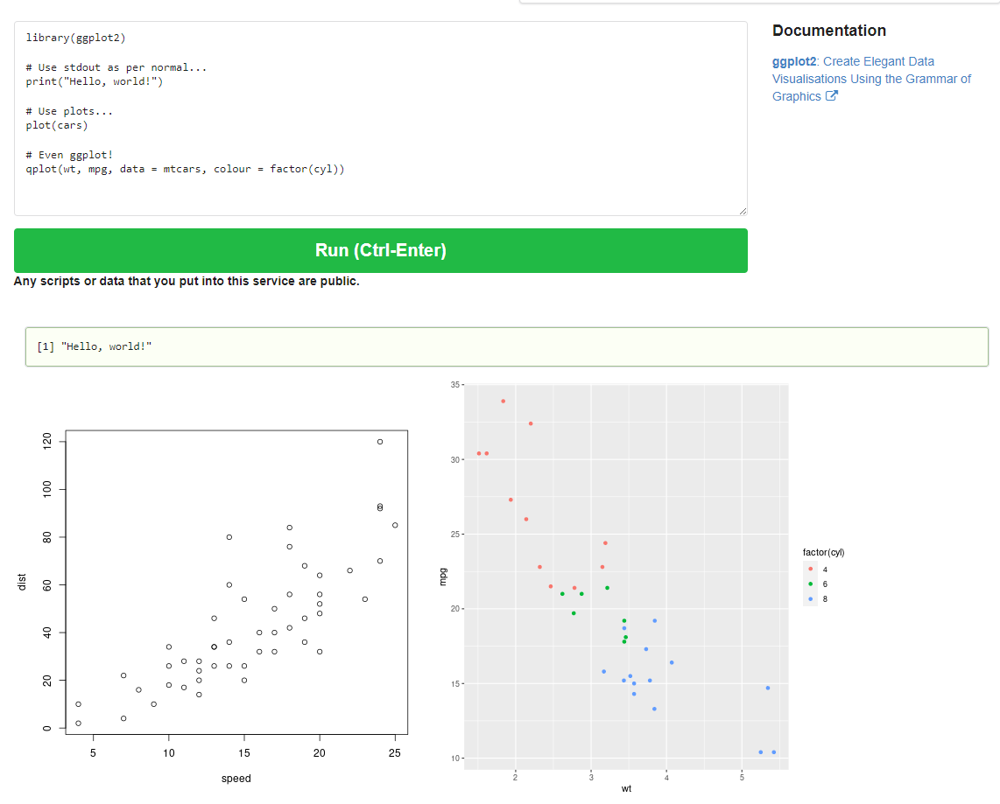 library(ggplot2)
# Use stdout as per normal...
print("Hello, world!")
# Use plots...
plot(cars)
# Even ggplot!
qplot(wt, mpg, data = mtcars, colour = factor(cyl))
Documentation
ggplot2: Create Elegant Data
Visualisations Using the Grammar of
Graphics
Run (Ctrl-Enter)
Any scripts or data that you put into this service are public.
[1] "Hello, world!"
120
100
80
60
40
20
0
dist
5 10 15 20 25
speed
35
30
25
20
15
10
mpg
2 3 4 5
wt
factor(cyl)
4
6
8